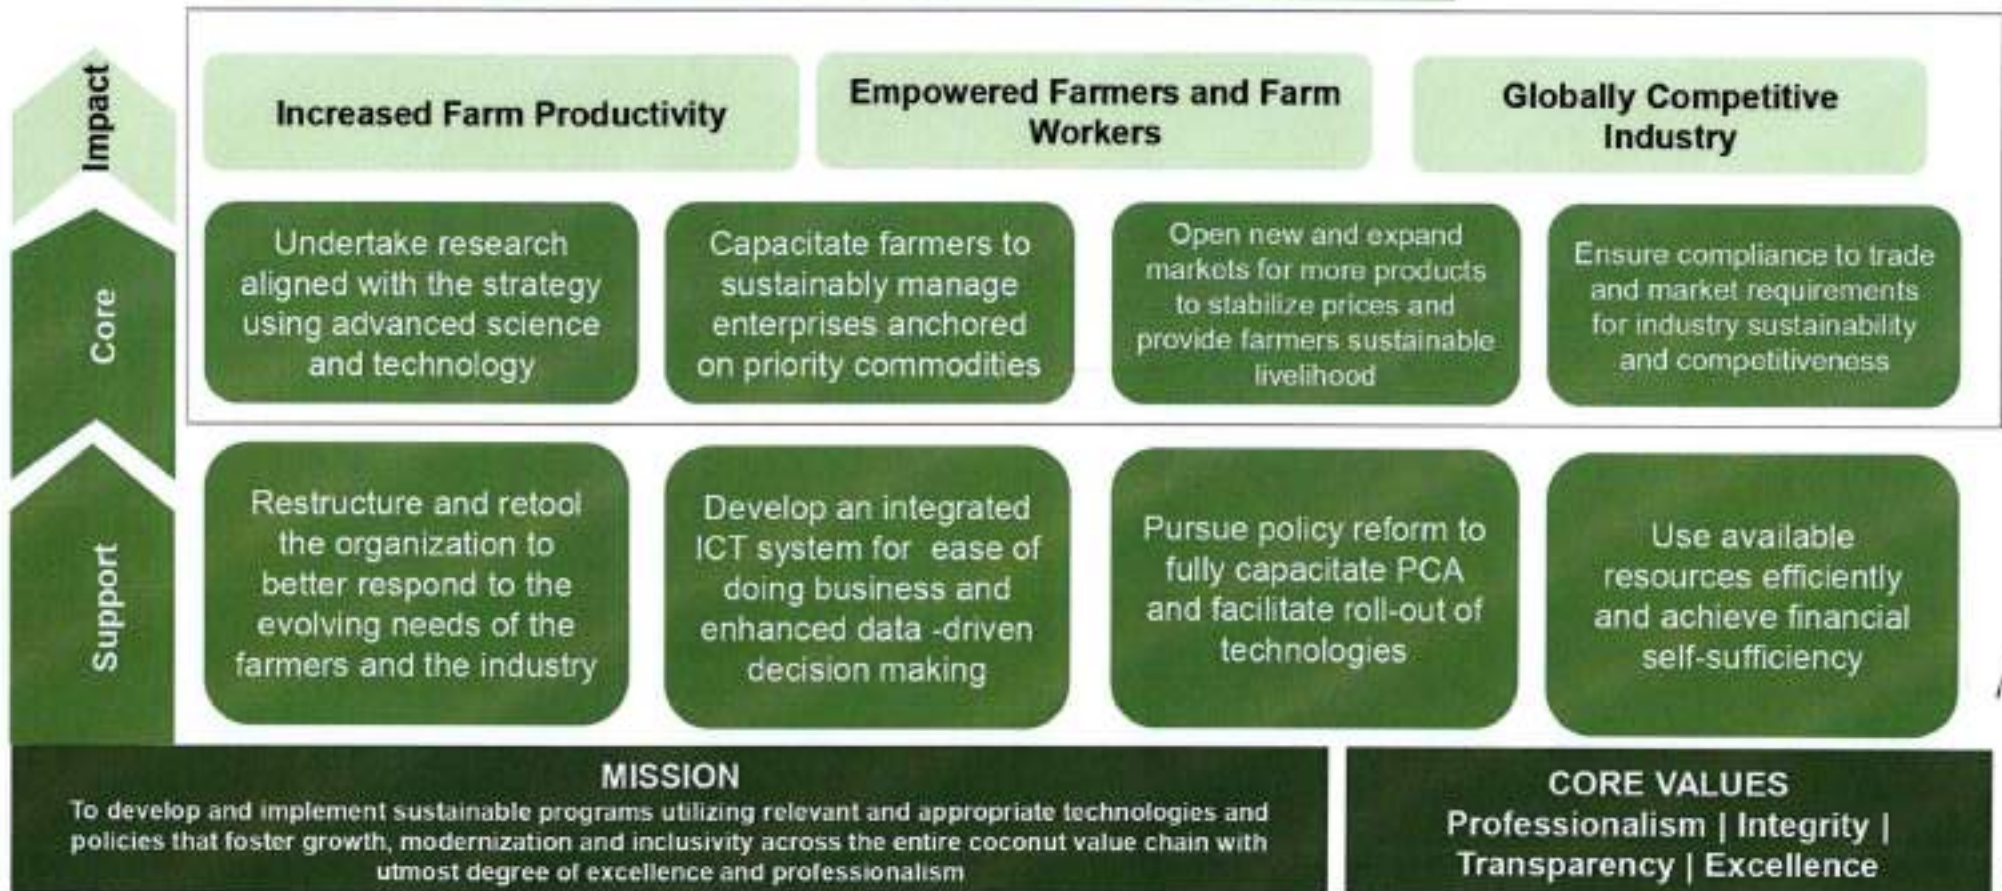 Impact
Increased Farm Productivity
Empowered Farmers and Farm
Workers
Globally Competitive
Industry
Core
Undertake research
aligned with the strategy
using advanced science
and technology
Capacitate farmers to
sustainably manage
enterprises anchored
on priority commodities
Open new and expand
markets for more products
to stabilize prices and
provide farmers sustainable
livelihood
Ensure compliance to trade
and market requirements
for industry sustainability
and competitiveness
Support
Restructure and retool
the organization to
better respond to the
evolving needs of the
farmers and the industry
Develop an integrated
ICT system for ease of
doing business and
enhanced data -driven
decision making
Pursue policy reform to
fully capacitate PCA
and facilitate roll-out of
technologies
Use available
resources efficiently
and achieve financial
self-sufficiency
MISSION
To develop and implement sustainable programs utilizing relevant and appropriate technologies and
policies that foster growth, modernization and inclusivity across the entire coconut value chain with
utmost degree of excellence and professionalism
CORE VALUES
Professionalism | Integrity |
Transparency | Excellence